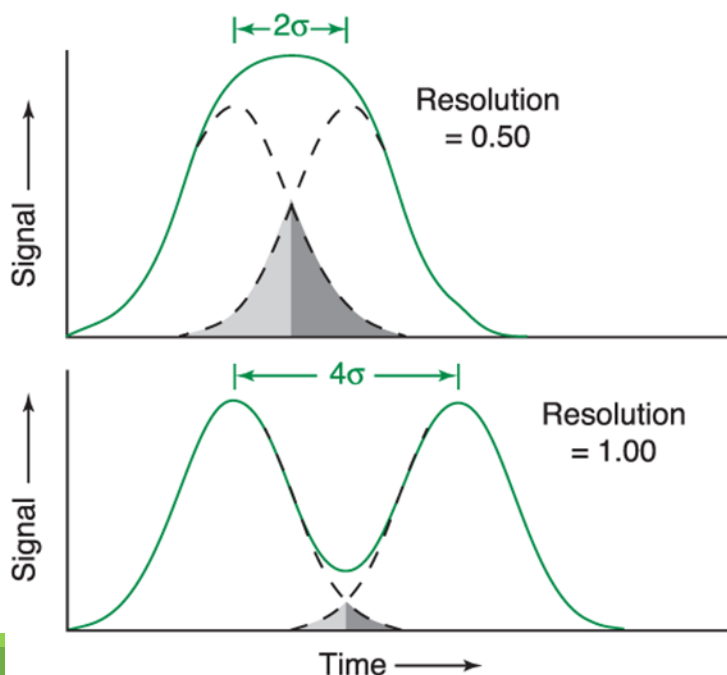 2σ
Resolution
= 0.50
Signal
4σ
Resolution
= 1.00
Signal
Time